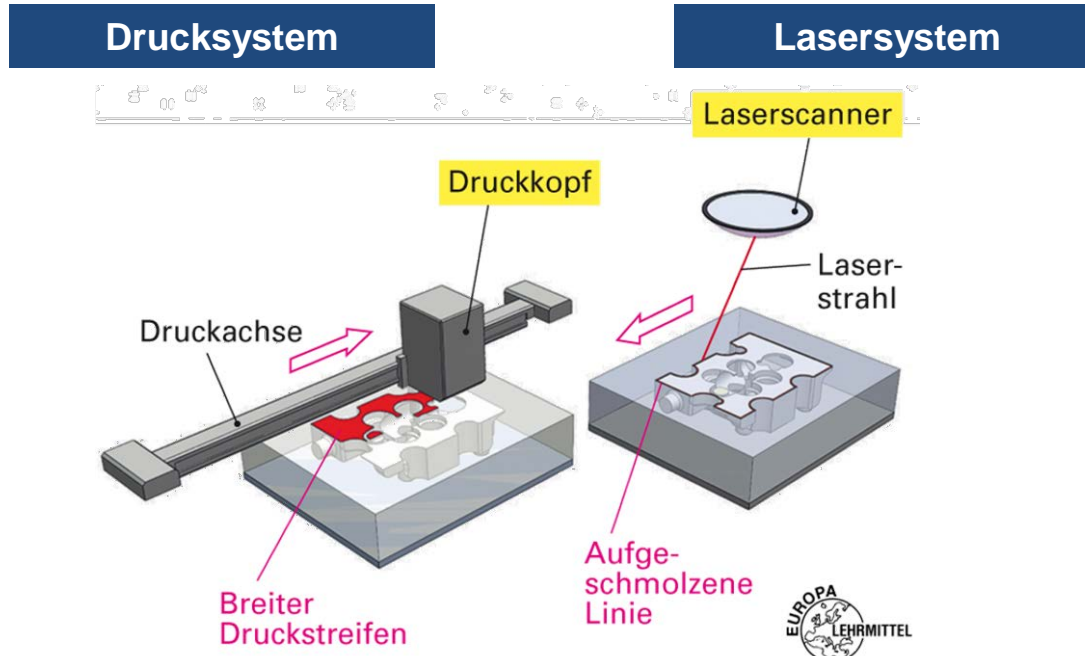 Drucksystem
Lasersystem
Laserscanner
Druckkopf
Laser-
strahl
Druckachse
Aufge-
schmolzene
Linie
Breiter
Druckstreifen
EUROPA
LEHRMITTEL